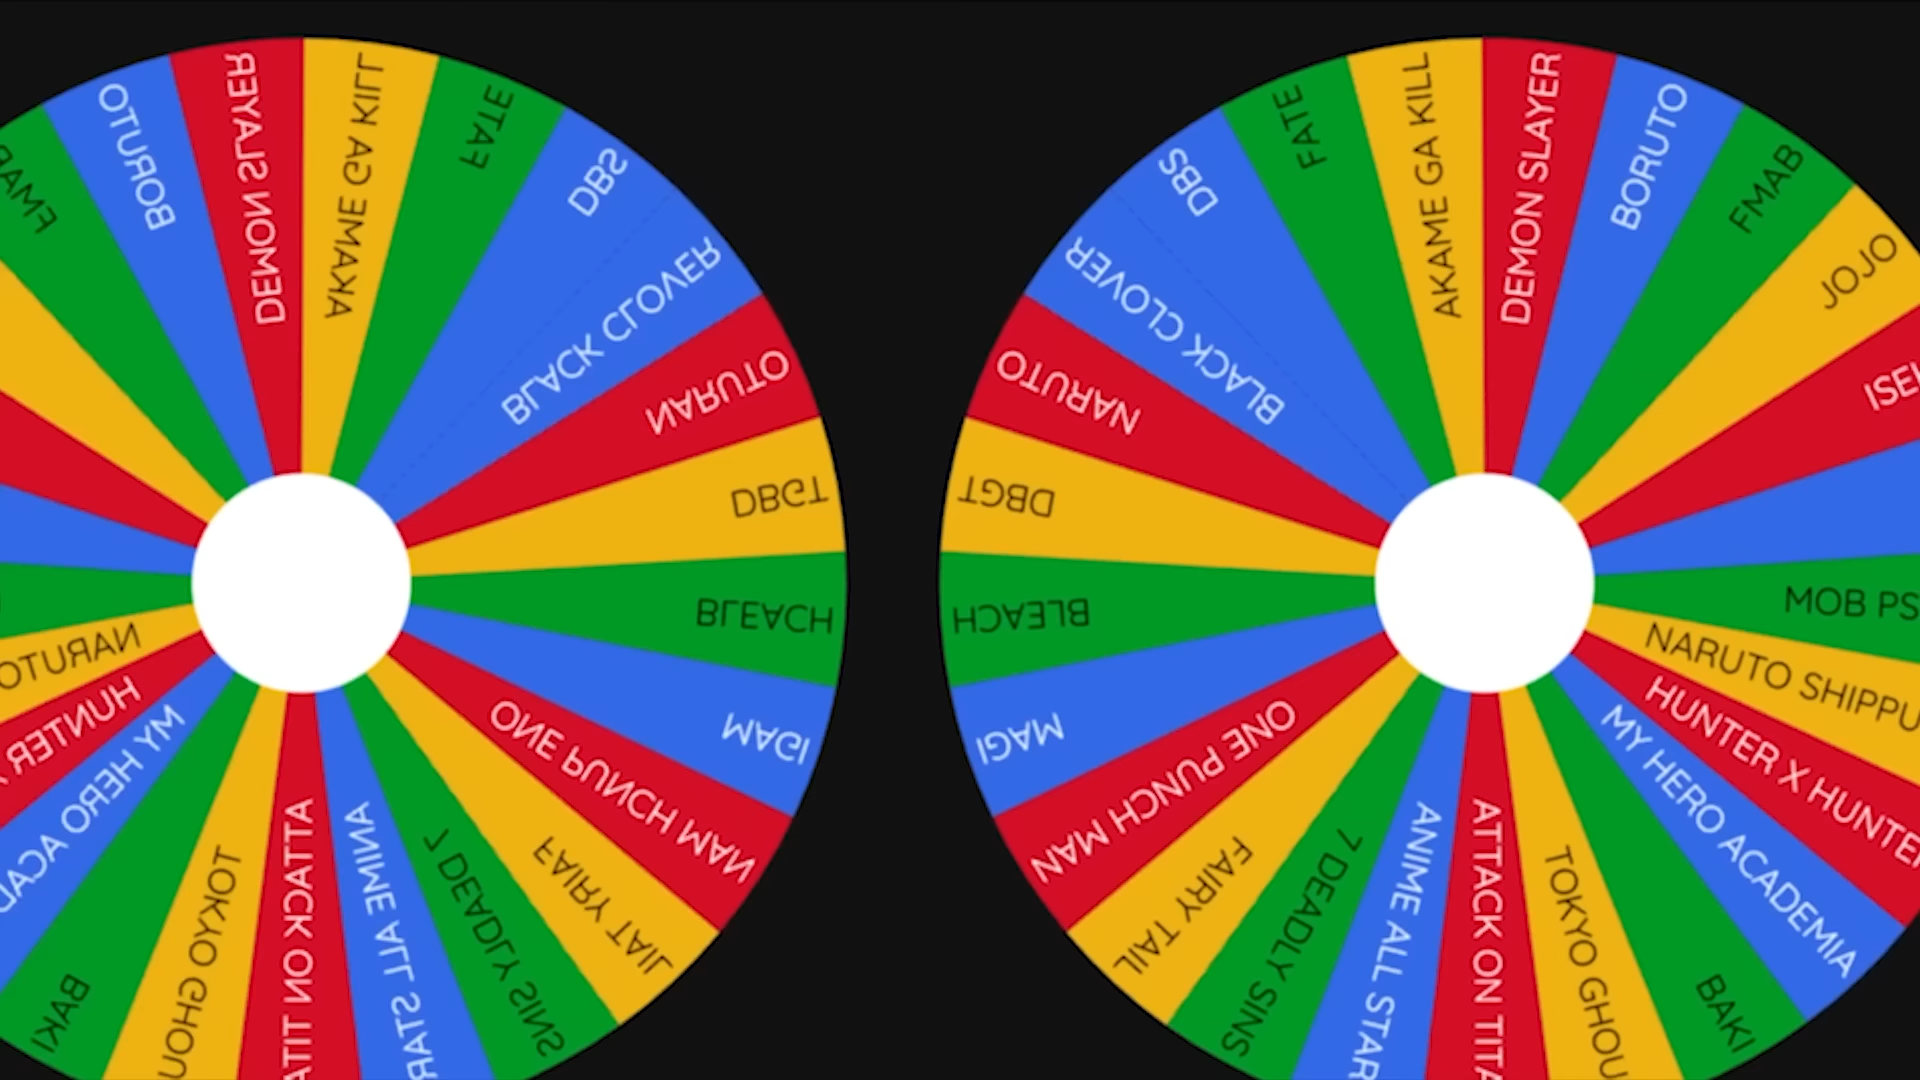 FMAB
BORUTO
DEMON SLAYER
AKAME GA KILL
FATE
DBS
BLACK CLOVER
NARUTO
DBGT
BLEACH
MAGI
ONE PUNCH MAN
FAIRY TAIL
7 DEADLY SINS
ANIME ALL STARS
ATTACK ON TIT
TOKYO GHOU
BAKI
MY HERO ACAD
HUNTER
NARUTO
DEMON SLAYER
BORUTO
FMAB
JOJO
ISE
MOB PS
NARUTO SHIPPU
HUNTER X HUNTE
MY HERO ACADEMIA
BAKI
TOKYO GHOU
ATTACK ON TITA
ANIME ALL STAR
7 DEADLY SINS
FAIRY TAIL
ONE PUNCH MAN
MAGI
BLEACH
DBGT
NARUTO
BLACK CLOVER
DBS
FATE
AKAME GA KILL